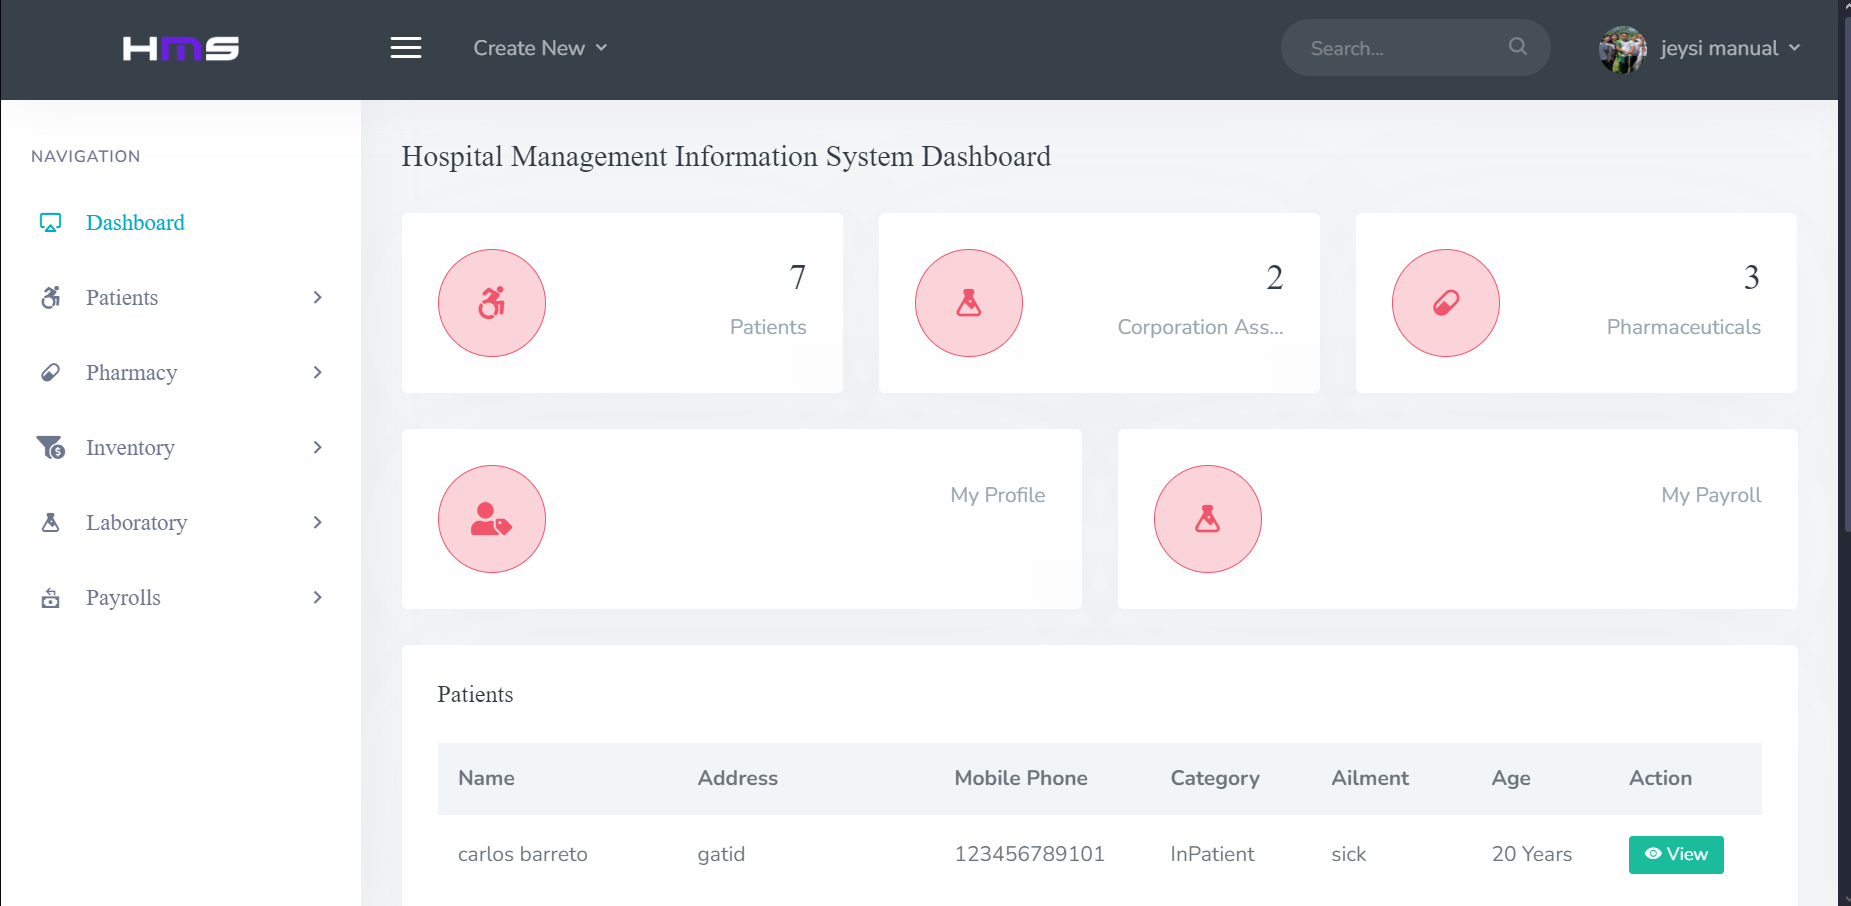 HMS
Create New
Search...
jeysi manual
NAVIGATION
Dashboard
Patients
Pharmacy
Inventory
Laboratory
Payrolls
Hospital Management Information System Dashboard
7
Patients
2
Corporation Ass...
3
Pharmaceuticals
My Profile
My Payroll
Patients
Name Address Mobile Phone Category Ailment Age Action
carlos barreto gatid 123456789101 InPatient sick 20 Years View